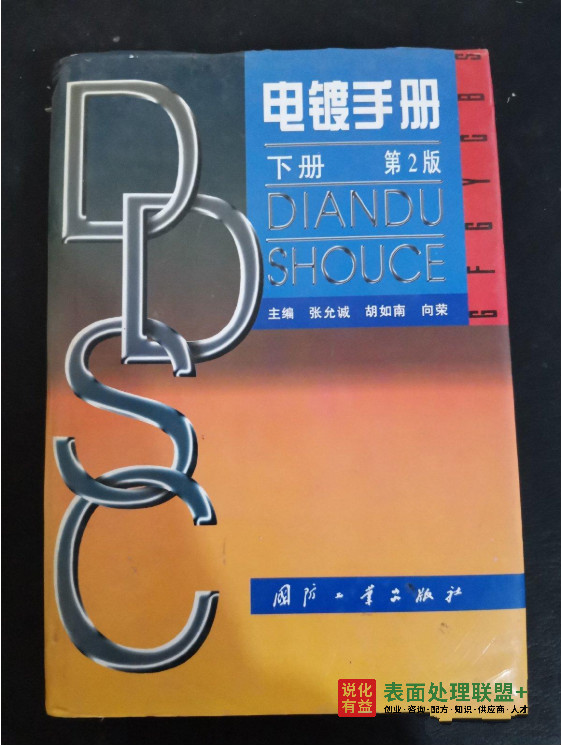 电镀手册
下册 第2版
DIANDU
SHOUCE
主编 张允诚 胡如南 向荣
GFGYGBS
DDSC
国防工业出版社
说化有益
表面处理联盟+
创业·咨询·配方·知识·供应商·人才